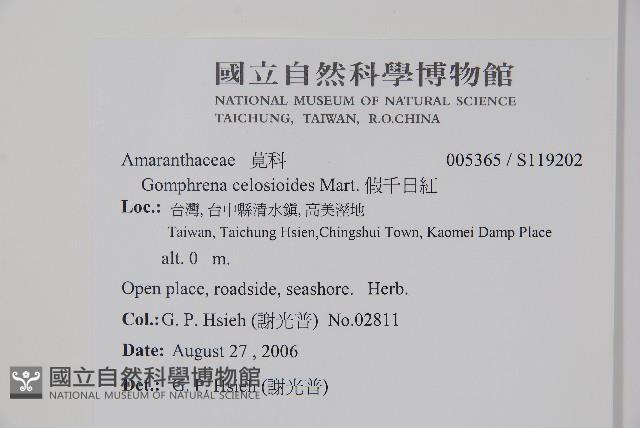 國立自然科學博物館
NATIONAL MUSEUM OF NATURAL SCIENCE
TAICHUNG, TAIWAN, R.O.CHINA
Amaranthaceae 莧科 005365 / S119202
Gomphrena celosioides Mart. 假千日紅
Loc.: 台灣, 台中縣清水鎮, 高美溼地
Taiwan, Taichung Hsien,Chingshui Town, Kaomei Damp Place
alt. 0 m.
Open place, roadside, seashore. Herb.
Col.: G. P. Hsieh (謝光普) No.02811
Date: August 27 , 2006
Det.: G. P. Hsieh (謝光普)
國立自然科學博物館
NATIONAL MUSEUM OF NATURAL SCIENCE